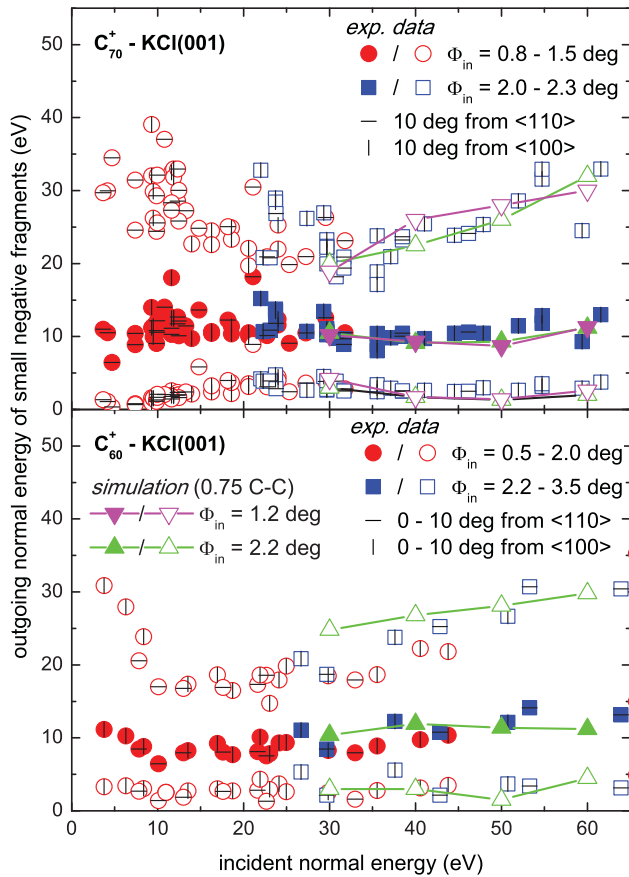 C70+ - KCl(001)
exp. data
/ Φin = 0.8 - 1.5 deg
/ Φin = 2.0 - 2.3 deg
10 deg from <110>
10 deg from <100>
50
40
30
20
10
0
C60+ - KCl(001)
exp. data
/ Φin = 0.5 - 2.0 deg
/ Φin = 2.2 - 3.5 deg
0 - 10 deg from <110>
0 - 10 deg from <100>
simulation (0.75 C-C)
/ Φin = 1.2 deg
/ Φin = 2.2 deg
50
40
30
20
10
0
0 10 20 30 40 50 60
incident normal energy (eV)
outgoing normal energy of small negative fragments (eV)